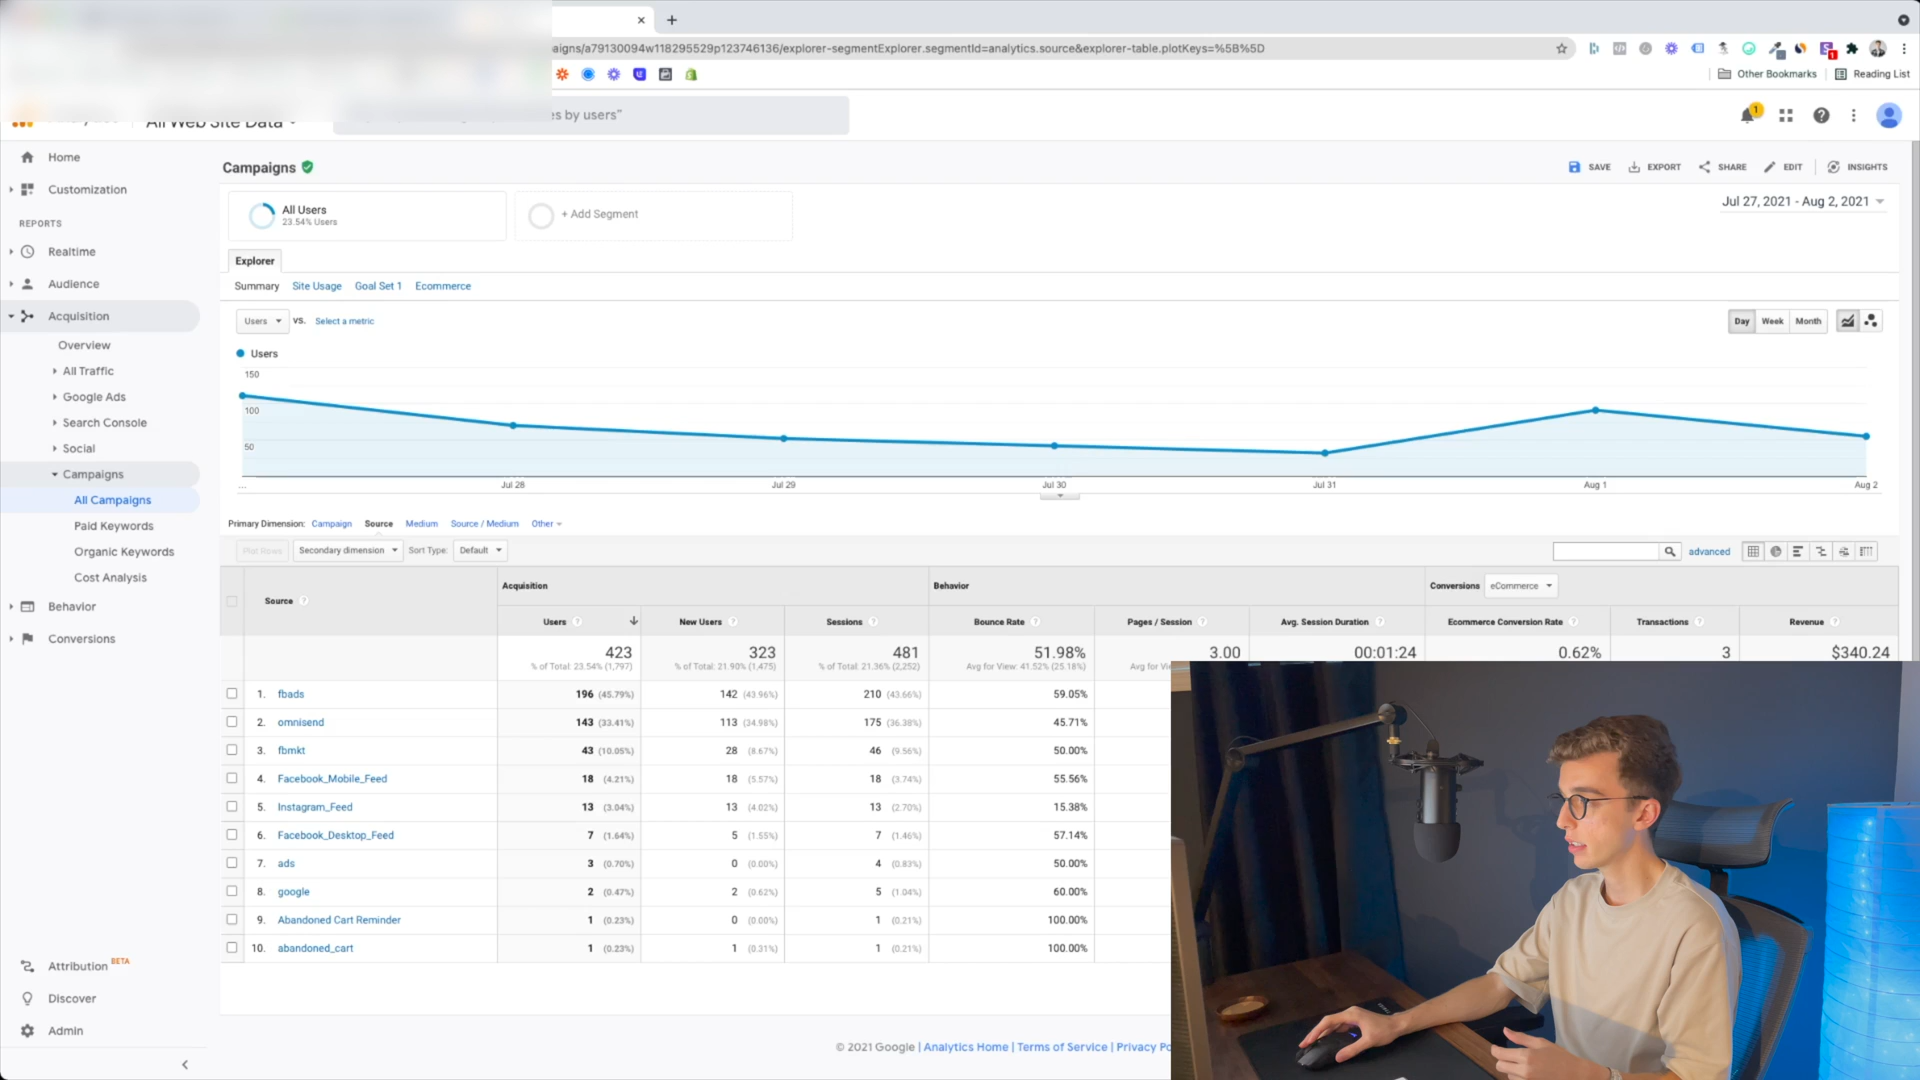 aigns/a79130094w118295529p123746136/explorer-segmentExplorer.segmentId=analytics.source&explorer-table.plotKeys=%5B%5D
1
Other Bookmarks
Reading List
All Web Site Data
es by users"
1
Home
Customization
REPORTS
Realtime
Audience
Acquisition
Overview
All Traffic
Google Ads
Search Console
Social
Campaigns
All Campaigns
Paid Keywords
Organic Keywords
Cost Analysis
Behavior
Conversions
Attribution BETA
Discover
Admin
Campaigns
SAVE
EXPORT
SHARE
EDIT
INSIGHTS
All Users
23.54% Users
+ Add Segment
Jul 27, 2021 - Aug 2, 2021
Explorer
Summary Site Usage Goal Set 1 Ecommerce
Users VS. Select a metric
Day Week Month
Users
150
100
50
... Jul 28 Jul 29 Jul 30 Jul 31 Aug 1 Aug 2
Primary Dimension: Campaign Source Medium Source / Medium Other
Plot Rows Secondary dimension Sort Type: Default
advanced
Source Acquisition Behavior Conversions eCommerce
Users New Users Sessions Bounce Rate Pages / Session Avg. Session Duration Ecommerce Conversion Rate Transactions Revenue
423 323 481 51.98% 3.00 00:01:24 0.62% 3 $340.24
% of Total: 23.54% (1,797) % of Total: 21.90% (1,475) % of Total: 21.36% (2,252) Avg for View: 41.52% (25.18%) Avg for Vi
1. fbads 196 (45.79%) 142 (43.96%) 210 (43.66%) 59.05%
2. omnisend 143 (33.41%) 113 (34.98%) 175 (36.38%) 45.71%
3. fbmkt 43 (10.05%) 28 (8.67%) 46 (9.56%) 50.00%
4. Facebook_Mobile_Feed 18 (4.21%) 18 (5.57%) 18 (3.74%) 55.56%
5. Instagram_Feed 13 (3.04%) 13 (4.02%) 13 (2.70%) 15.38%
6. Facebook_Desktop_Feed 7 (1.64%) 5 (1.55%) 7 (1.46%) 57.14%
7. ads 3 (0.70%) 0 (0.00%) 4 (0.83%) 50.00%
8. google 2 (0.47%) 2 (0.62%) 5 (1.04%) 60.00%
9. Abandoned Cart Reminder 1 (0.23%) 0 (0.00%) 1 (0.21%) 100.00%
10. abandoned_cart 1 (0.23%) 1 (0.31%) 1 (0.21%) 100.00%
© 2021 Google | Analytics Home | Terms of Service | Privacy Po